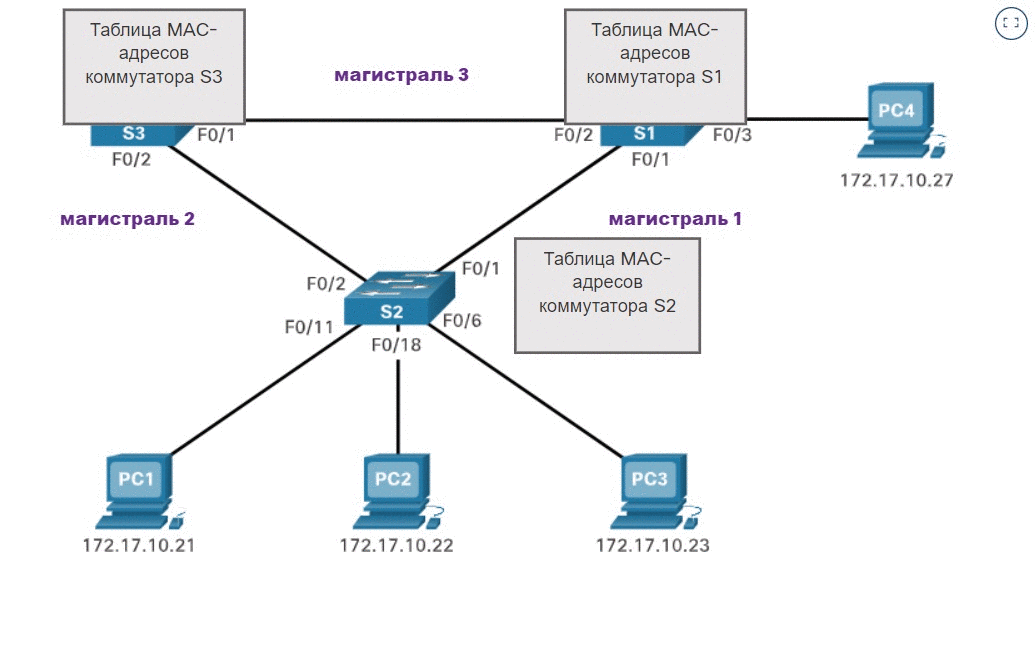 Таблица MAC-
адресов
коммутатора S3
Таблица MAC-
адресов
коммутатора S1
магистраль 3
S3
F0/1
F0/2
S1
F0/3
PC4
F0/2
F0/1
172.17.10.27
магистраль 2
магистраль 1
Таблица MAC-
адресов
коммутатора S2
F0/1
F0/2
S2
F0/6
F0/11
F0/18
PC1
PC2
PC3
172.17.10.21
172.17.10.22
172.17.10.23